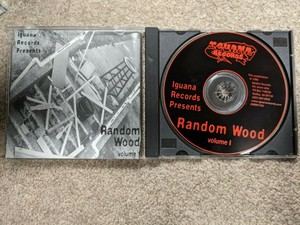 Iguana
Records
Presents
Random
Wood
volume I
IGUANA
RECORDS
Iguana
Records
Presents
Random Wood
volume I